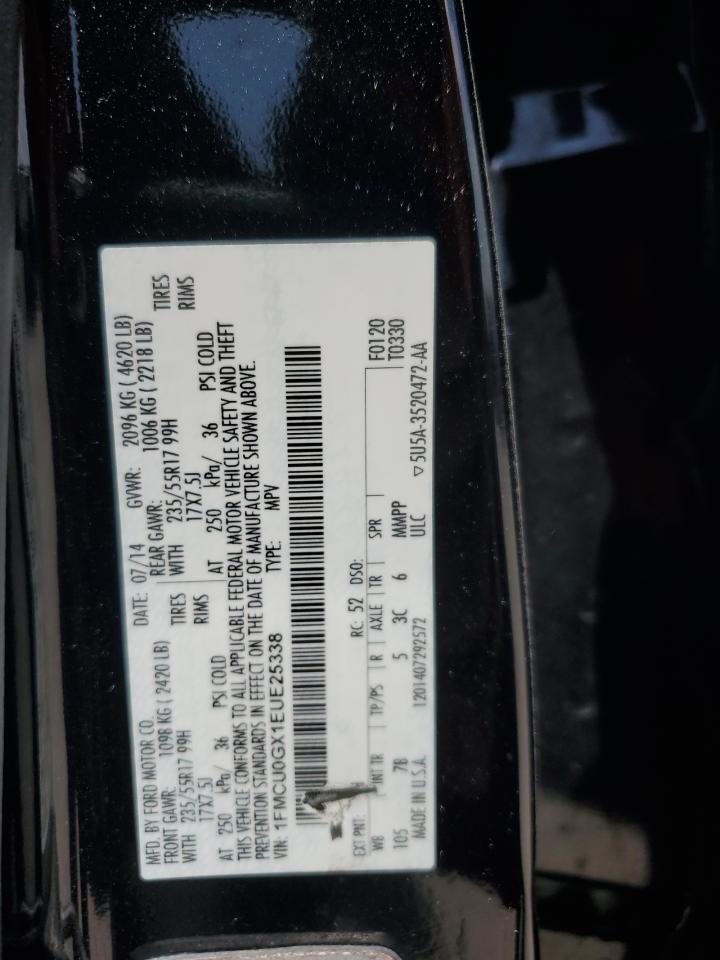 MFD. BY FORD MOTOR CO. DATE: 07/14 GVWR: 2096 KG ( 4620 LB)
FRONT GAWR: 1098 KG ( 2420 LB) REAR GAWR: 1006 KG ( 2218 LB)
WITH 235/55R17 99H TIRES WITH 235/55R17 99H TIRES
17X7.5J RIMS 17X7.5J RIMS
AT 250 kPa/ 36 PSI COLD AT 250 kPa/ 36 PSI COLD
THIS VEHICLE CONFORMS TO ALL APPLICABLE FEDERAL MOTOR VEHICLE SAFETY AND THEFT
PREVENTION STANDARDS IN EFFECT ON THE DATE OF MANUFACTURE SHOWN ABOVE.
VIN: 1FMCU0GX1EUE25338 TYPE: MPV
EXT PNT: RC: 52 DSO: F0120
WB INT TR TP/PS R AXLE TR SPR T0330
105 7B 5 3C 6 MMPP
MADE IN U.S.A. 1201407292572 ULC ▽ 5U5A-3520472-AA